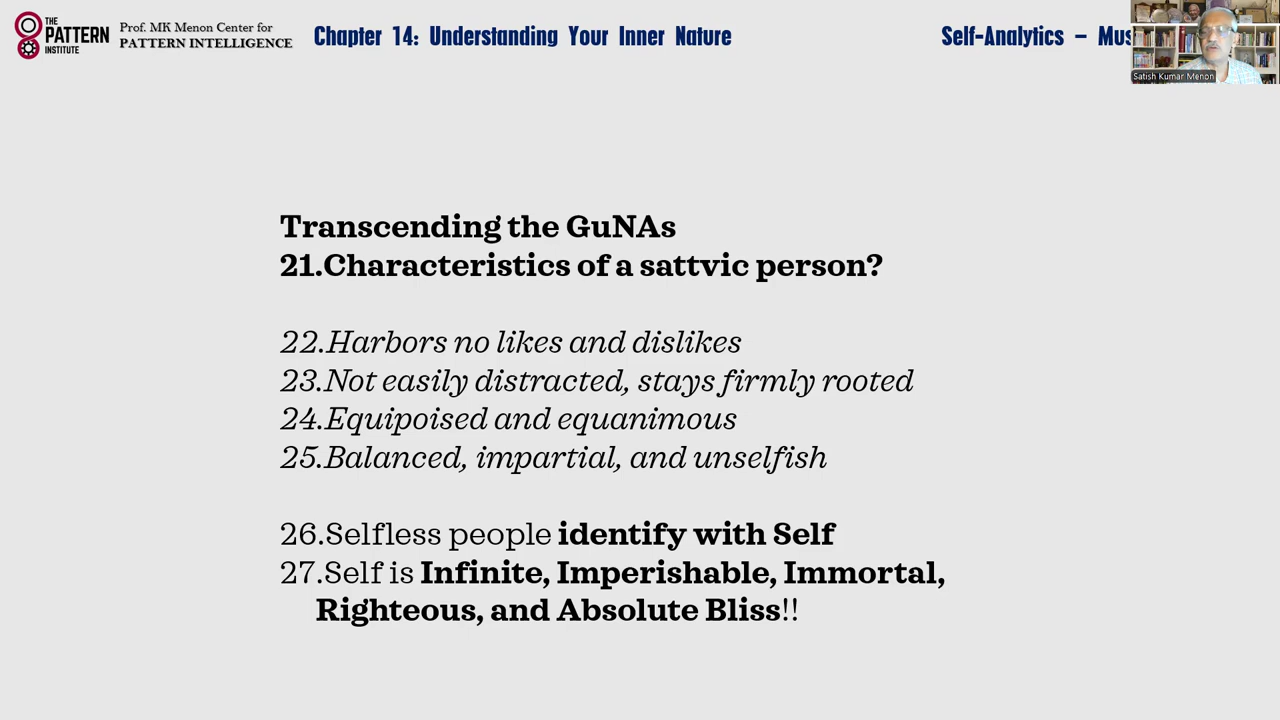 THE
PATTERN
INSTITUTE
Prof. MK Menon Center for
PATTERN INTELLIGENCE
Chapter 14: Understanding Your Inner Nature
Self-Analytics –
Satish Kumar Menon
Transcending the GuNAs
21.Characteristics of a sattvic person?
22.Harbors no likes and dislikes
23.Not easily distracted, stays firmly rooted
24.Equipoised and equanimous
25.Balanced, impartial, and unselfish
26.Selfless people identify with Self
27.Self is Infinite, Imperishable, Immortal,
Righteous, and Absolute Bliss!!